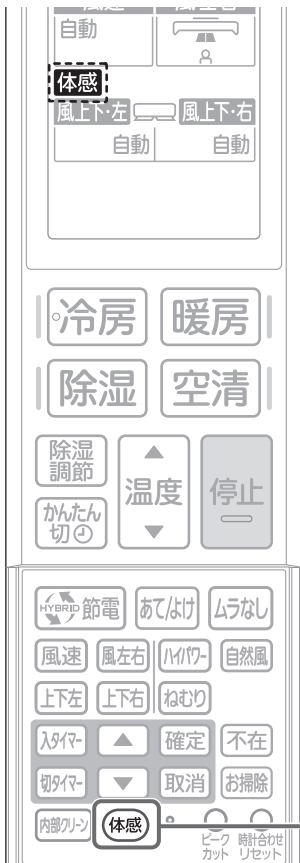 自動
体感
風上下・左 風上下・右
自動 自動
冷房 暖房
除湿 空清
除湿
調節
温度
停止
かんたん
切
HYBRID 節電 あて/よけ ムラなし
風速 風左右 ハイパワー 自然風
上下左 上下右 ねむり
入タイマー 確定 不在
切タイマー 取消 お掃除
内部クリーン 体感
ピーク
カット
時計合わせ
リセット